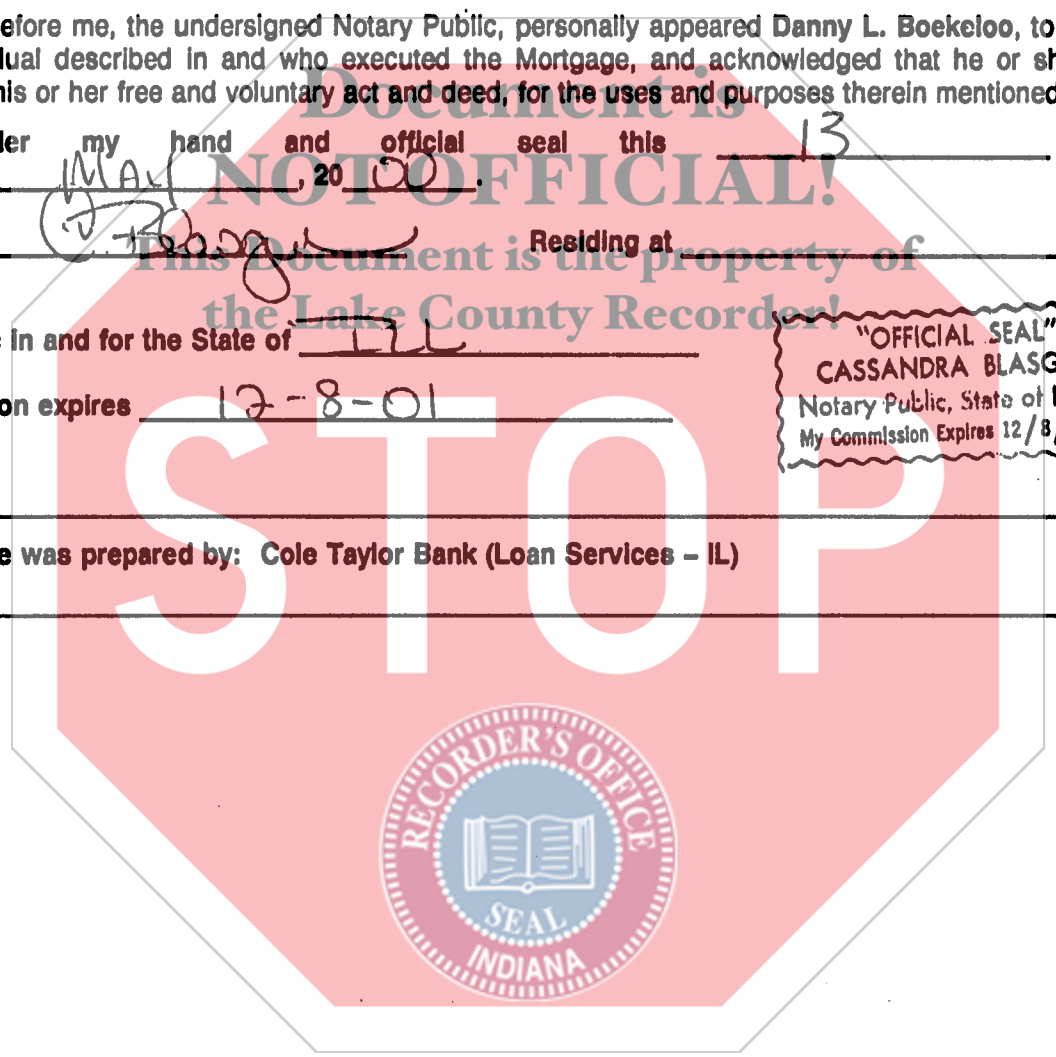 efore me, the undersigned Notary Public, personally appeared Danny L. Boekeloo, to
lual described in and who executed the Mortgage, and acknowledged that he or sh
his or her free and voluntary act and deed, for the uses and purposes therein mentioned
Document is
ler my hand and official seal this 13
May, 20 00.
NOT OFFICIAL!
Residing at
This Document is the property of
the Lake County Recorder!
in and for the State of ILL
on expires 12-8-01
"OFFICIAL SEAL"
CASSANDRA BLASG
Notary Public, State of I
My Commission Expires 12/8/
STOP
e was prepared by: Cole Taylor Bank (Loan Services – IL)
RECORDER'S OFFICE
SEAL
INDIANA